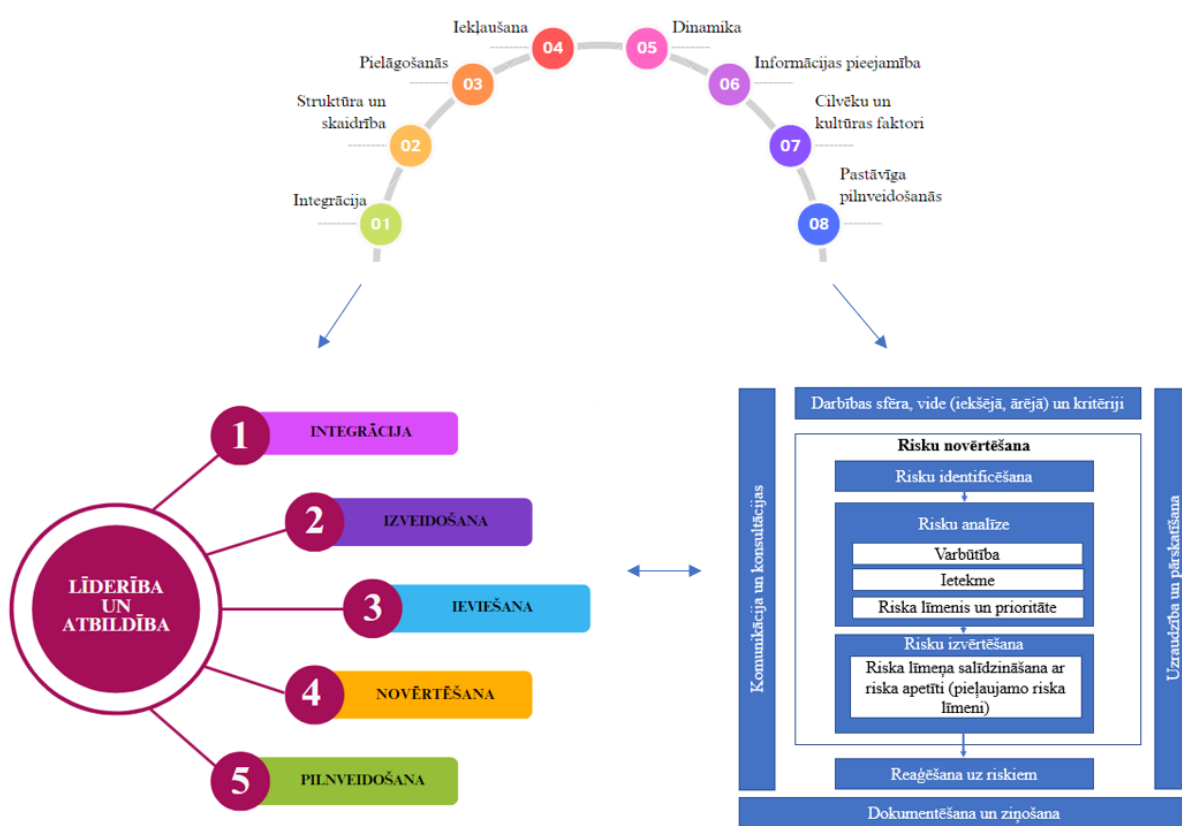 Integrācija
01
Struktūra un
skaidrība
02
Pielāgošanās
03
Iekļaušana
04
05
Dinamika
06
Informācijas pieejamība
07
Cilvēku un
kultūras faktori
08
Pastāvīga
pilnveidošanās
LĪDERĪBA
UN
ATBILDĪBA
1
INTEGRĀCIJA
2
IZVEIDOŠANA
3
IEVIEŠANA
4
NOVĒRTĒŠANA
5
PILNVEIDOŠANA
Komunikācija un konsultācijas
Darbības sfēra, vide (iekšējā, ārējā) un kritēriji
Risku novērtēšana
Risku identificēšana
Risku analīze
Varbūtība
Ietekme
Riska līmenis un prioritāte
Risku izvērtēšana
Riska līmeņa salīdzināšana ar
riska apetīti (pieļaujamo riska
līmeni)
Reaģēšana uz riskiem
Uzraudzība un pārskatīšana
Dokumentēšana un ziņošana